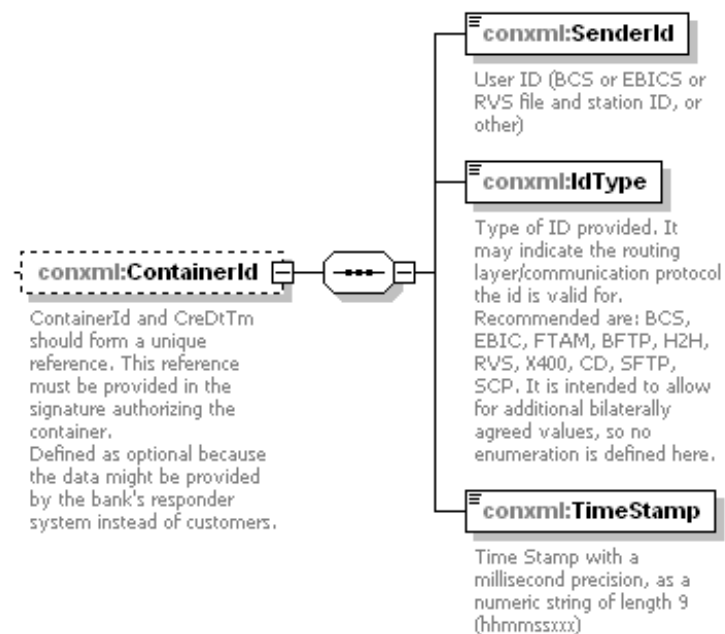 conxml:SenderId
User ID (BCS or EBICS or
RVS file and station ID, or
other)
conxml:IdType
Type of ID provided. It
may indicate the routing
layer/communication protocol
the id is valid for.
Recommended are: BCS,
EBIC, FTAM, BFTP, H2H,
RVS, X400, CD, SFTP,
SCP. It is intended to allow
for additional bilaterally
agreed values, so no
enumeration is defined here.
conxml:ContainerId
ContainerId and CreDtTm
should form a unique
reference. This reference
must be provided in the
signature authorizing the
container.
Defined as optional because
the data might be provided
by the bank's responder
system instead of customers.
conxml:TimeStamp
Time Stamp with a
millisecond precision, as a
numeric string of length 9
(hhmmssxxx)